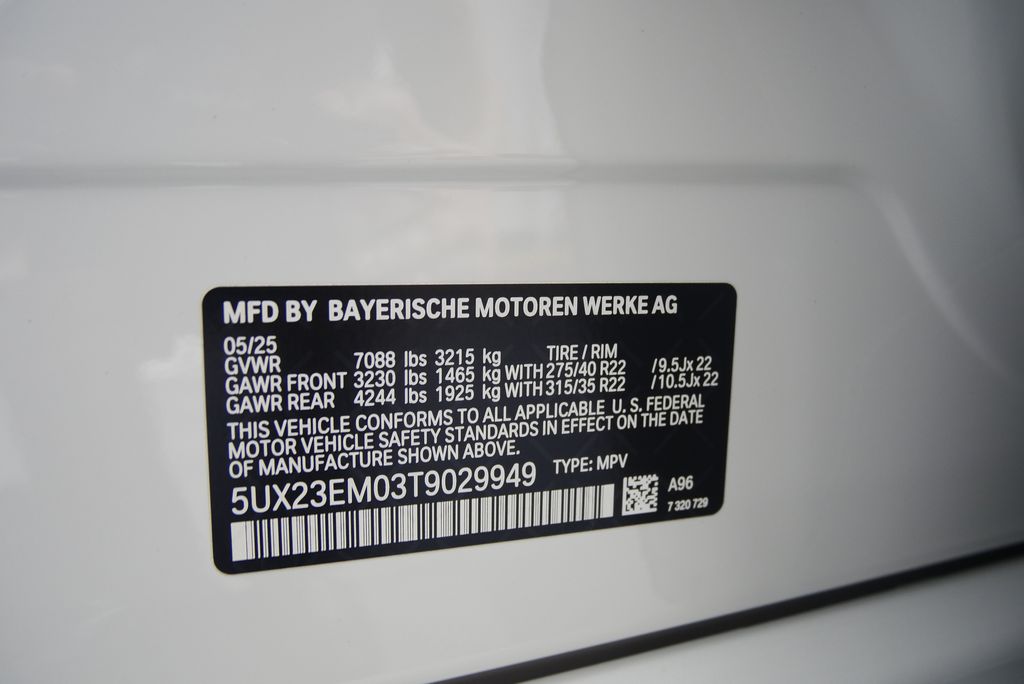 MFD BY BAYERISCHE MOTOREN WERKE AG
05/25
GVWR 7088 lbs 3215 kg TIRE / RIM
GAWR FRONT 3230 lbs 1465 kg WITH 275/40 R22 /9.5Jx 22
GAWR REAR 4244 lbs 1925 kg WITH 315/35 R22 /10.5Jx 22
THIS VEHICLE CONFORMS TO ALL APPLICABLE U. S. FEDERAL
MOTOR VEHICLE SAFETY STANDARDS IN EFFECT ON THE DATE
OF MANUFACTURE SHOWN ABOVE.
5UX23EM03T9029949 TYPE: MPV
A96
7 320 729